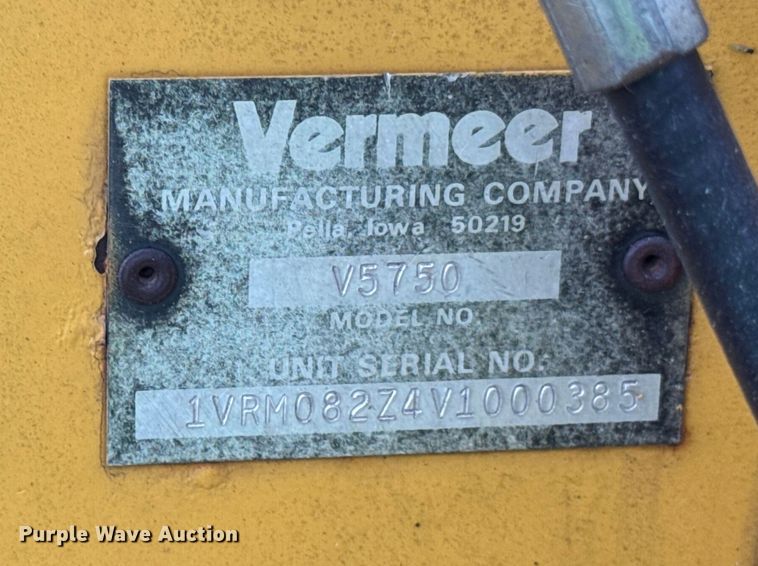 Vermeer
MANUFACTURING COMPANY
Pella, Iowa 50219
V5750
MODEL NO.
UNIT SERIAL NO.
1VRM082Z4V1000385
Purple Wave Auction